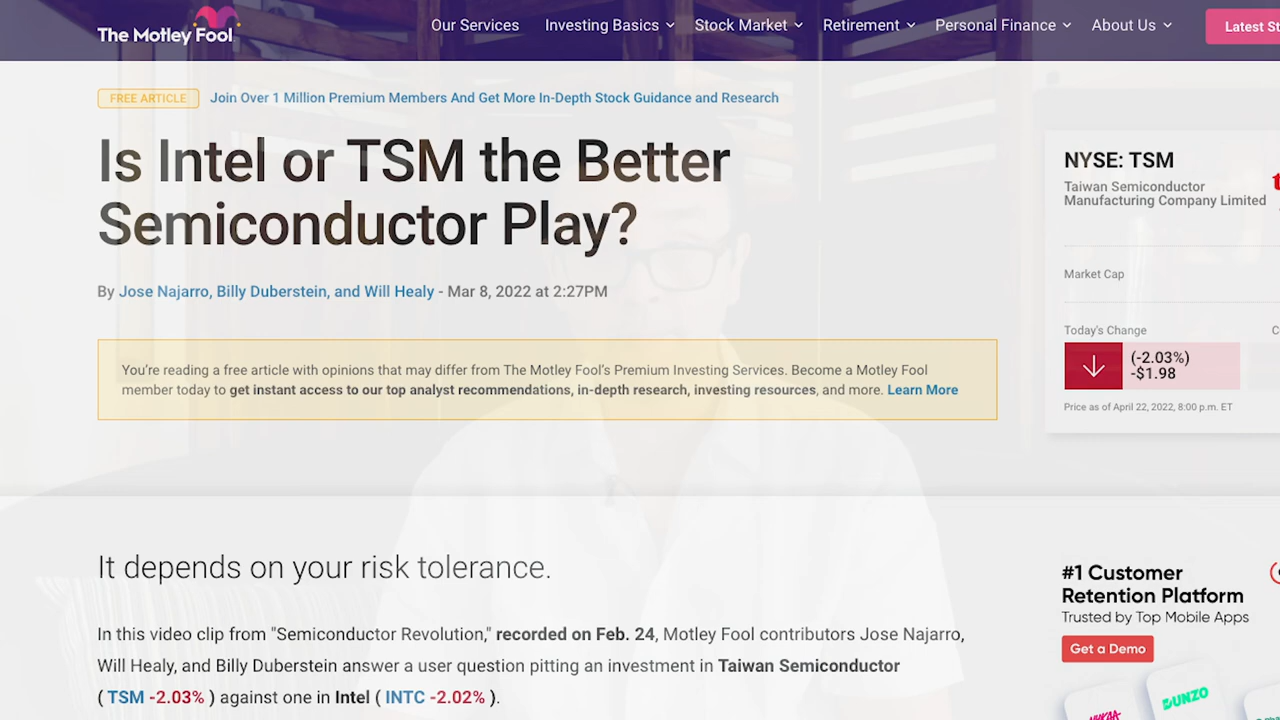 The Motley Fool
Our Services Investing Basics Stock Market Retirement Personal Finance About Us Latest St
FREE ARTICLE Join Over 1 Million Premium Members And Get More In-Depth Stock Guidance and Research
Is Intel or TSM the Better
Semiconductor Play?
By Jose Najarro, Billy Duberstein, and Will Healy - Mar 8, 2022 at 2:27PM
You're reading a free article with opinions that may differ from The Motley Fool's Premium Investing Services. Become a Motley Fool
member today to get instant access to our top analyst recommendations, in-depth research, investing resources, and more. Learn More
NYSE: TSM
Taiwan Semiconductor
Manufacturing Company Limited
Market Cap
Today's Change C
(-2.03%)
-$1.98
Price as of April 22, 2022, 8:00 p.m. ET
It depends on your risk tolerance.
In this video clip from "Semiconductor Revolution," recorded on Feb. 24, Motley Fool contributors Jose Najarro,
Will Healy, and Billy Duberstein answer a user question pitting an investment in Taiwan Semiconductor
( TSM -2.03% ) against one in Intel ( INTC -2.02% ).
#1 Customer
Retention Platform
Trusted by Top Mobile Apps
Get a Demo
DUNZO